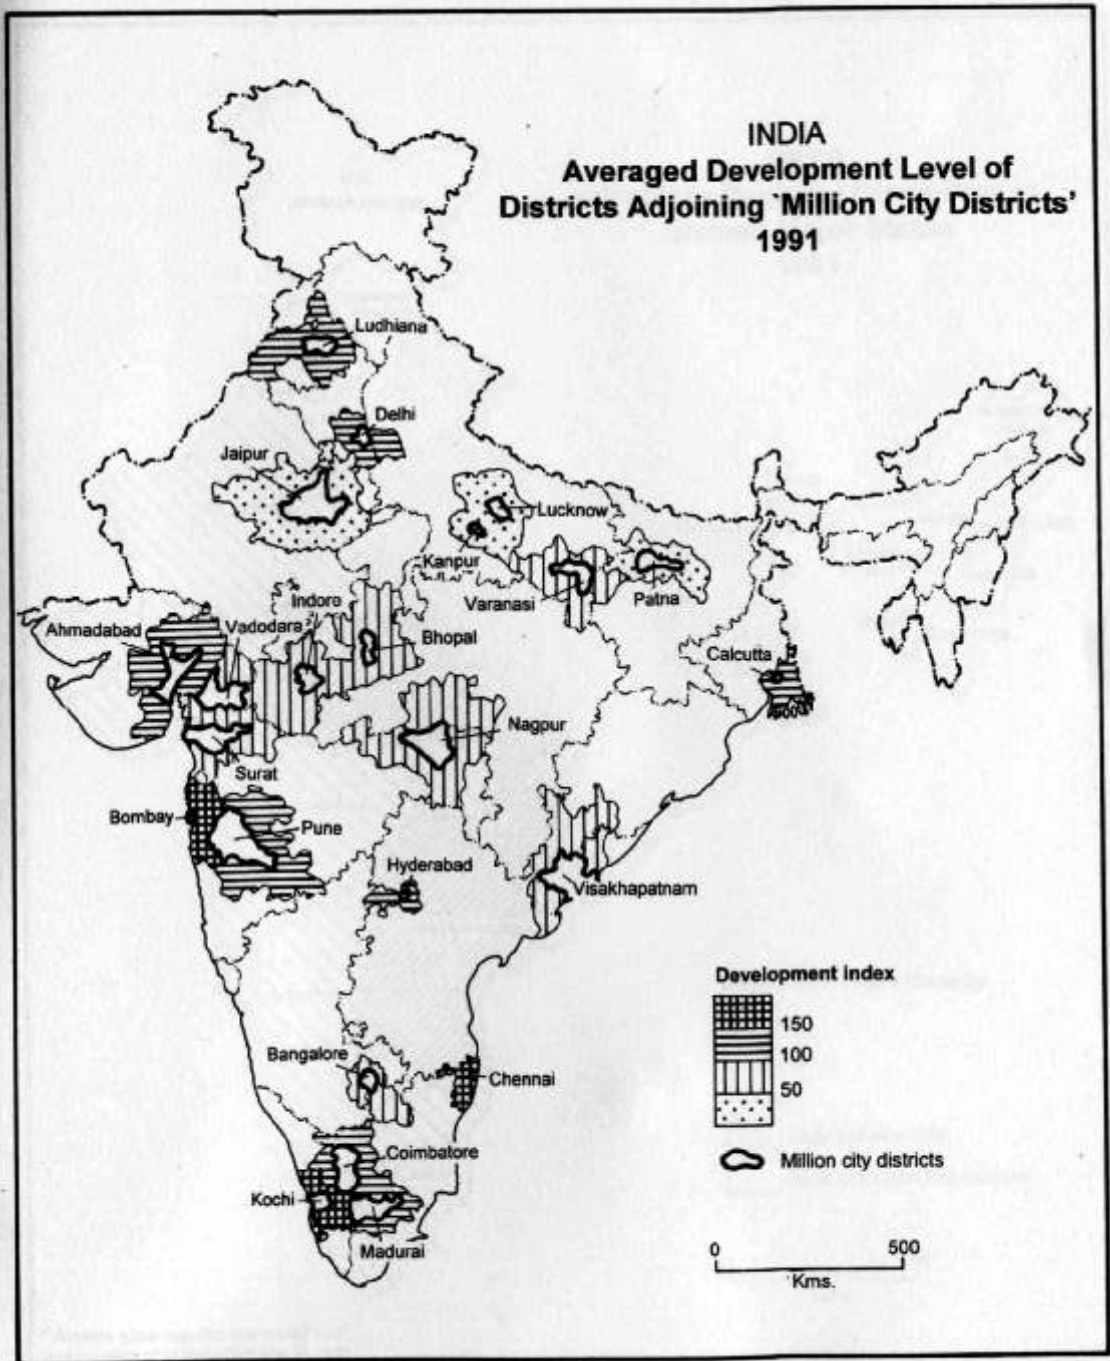 INDIA
Averaged Development Level of
Districts Adjoining `Million City Districts'
1991
Ludhiana
Delhi
Jaipur
Lucknow
Kanpur
Varanasi
Patna
Indore
Ahmadabad
Vadodara
Bhopal
Calcutta
Nagpur
Surat
Bombay
Pune
Hyderabad
Visakhapatnam
Development index
150
100
50
Bangalore
Chennai
Coimbatore
Million city districts
Kochi
Madurai
0 500
Kms.